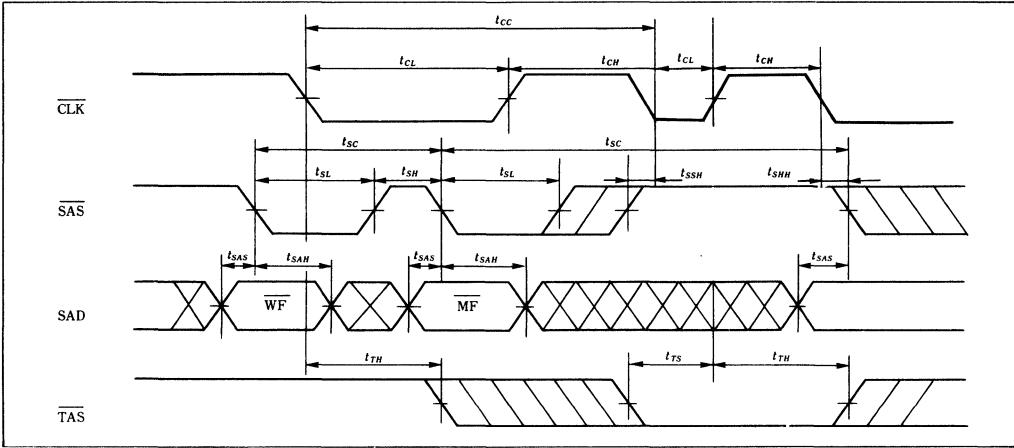 tCC
tCL tCH tCL tCH
CLK
tSC tSC
tSL tSH tSL tSSH tSHH
SAS
tSAS tSAH tSAS tSAH tSAS
SAD WF MF
tTH tTS tTH
TAS